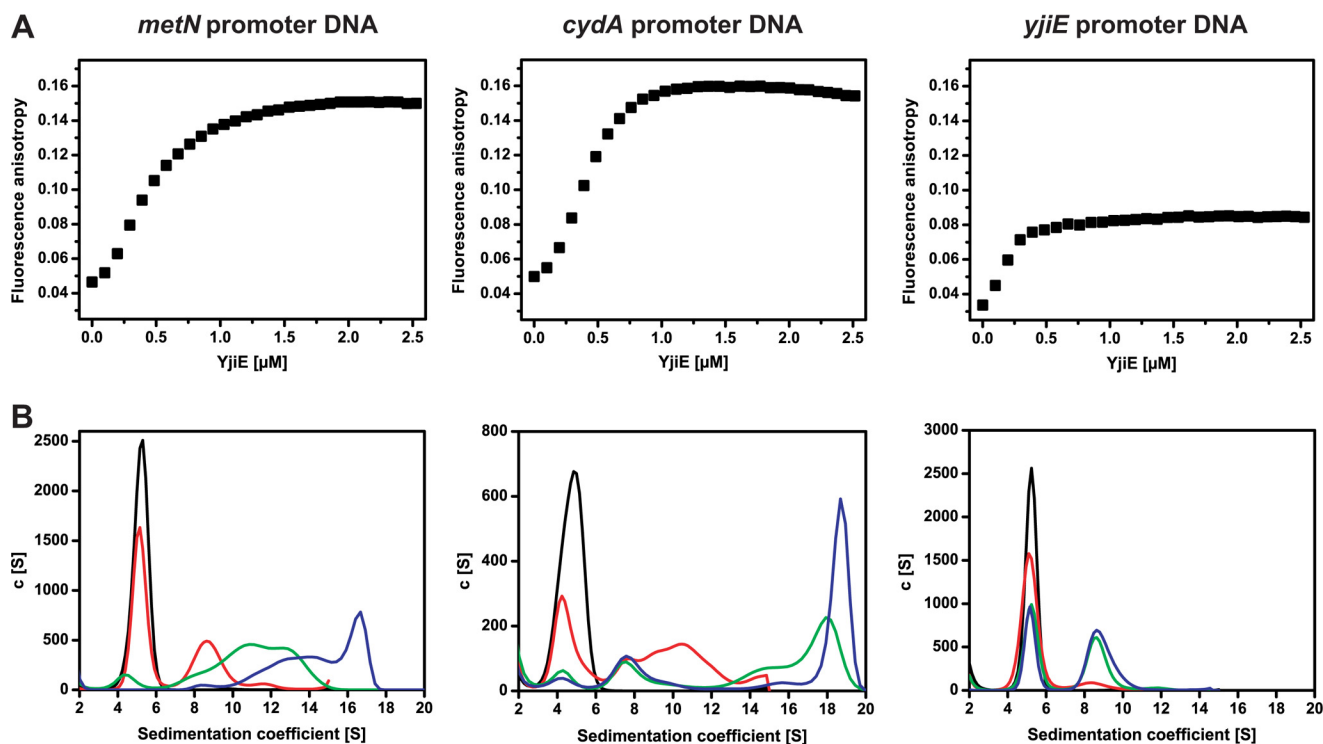 A
metN promoter DNA
cydA promoter DNA
yjiE promoter DNA
Fluorescence anisotropy
0.16
0.14
0.12
0.10
0.08
0.06
0.04
0.0 0.5 1.0 1.5 2.0 2.5
YjiE [µM]
Fluorescence anisotropy
0.16
0.14
0.12
0.10
0.08
0.06
0.04
0.0 0.5 1.0 1.5 2.0 2.5
YjiE [µM]
Fluorescence anisotropy
0.16
0.14
0.12
0.10
0.08
0.06
0.04
0.0 0.5 1.0 1.5 2.0 2.5
YjiE [µM]
B
c [S]
2500
2000
1500
1000
500
0
2 4 6 8 10 12 14 16 18 20
Sedimentation coefficient [S]
c [S]
800
600
400
200
0
2 4 6 8 10 12 14 16 18 20
Sedimentation coefficient [S]
c [S]
3000
2500
2000
1500
1000
500
0
2 4 6 8 10 12 14 16 18 20
Sedimentation coefficient [S]